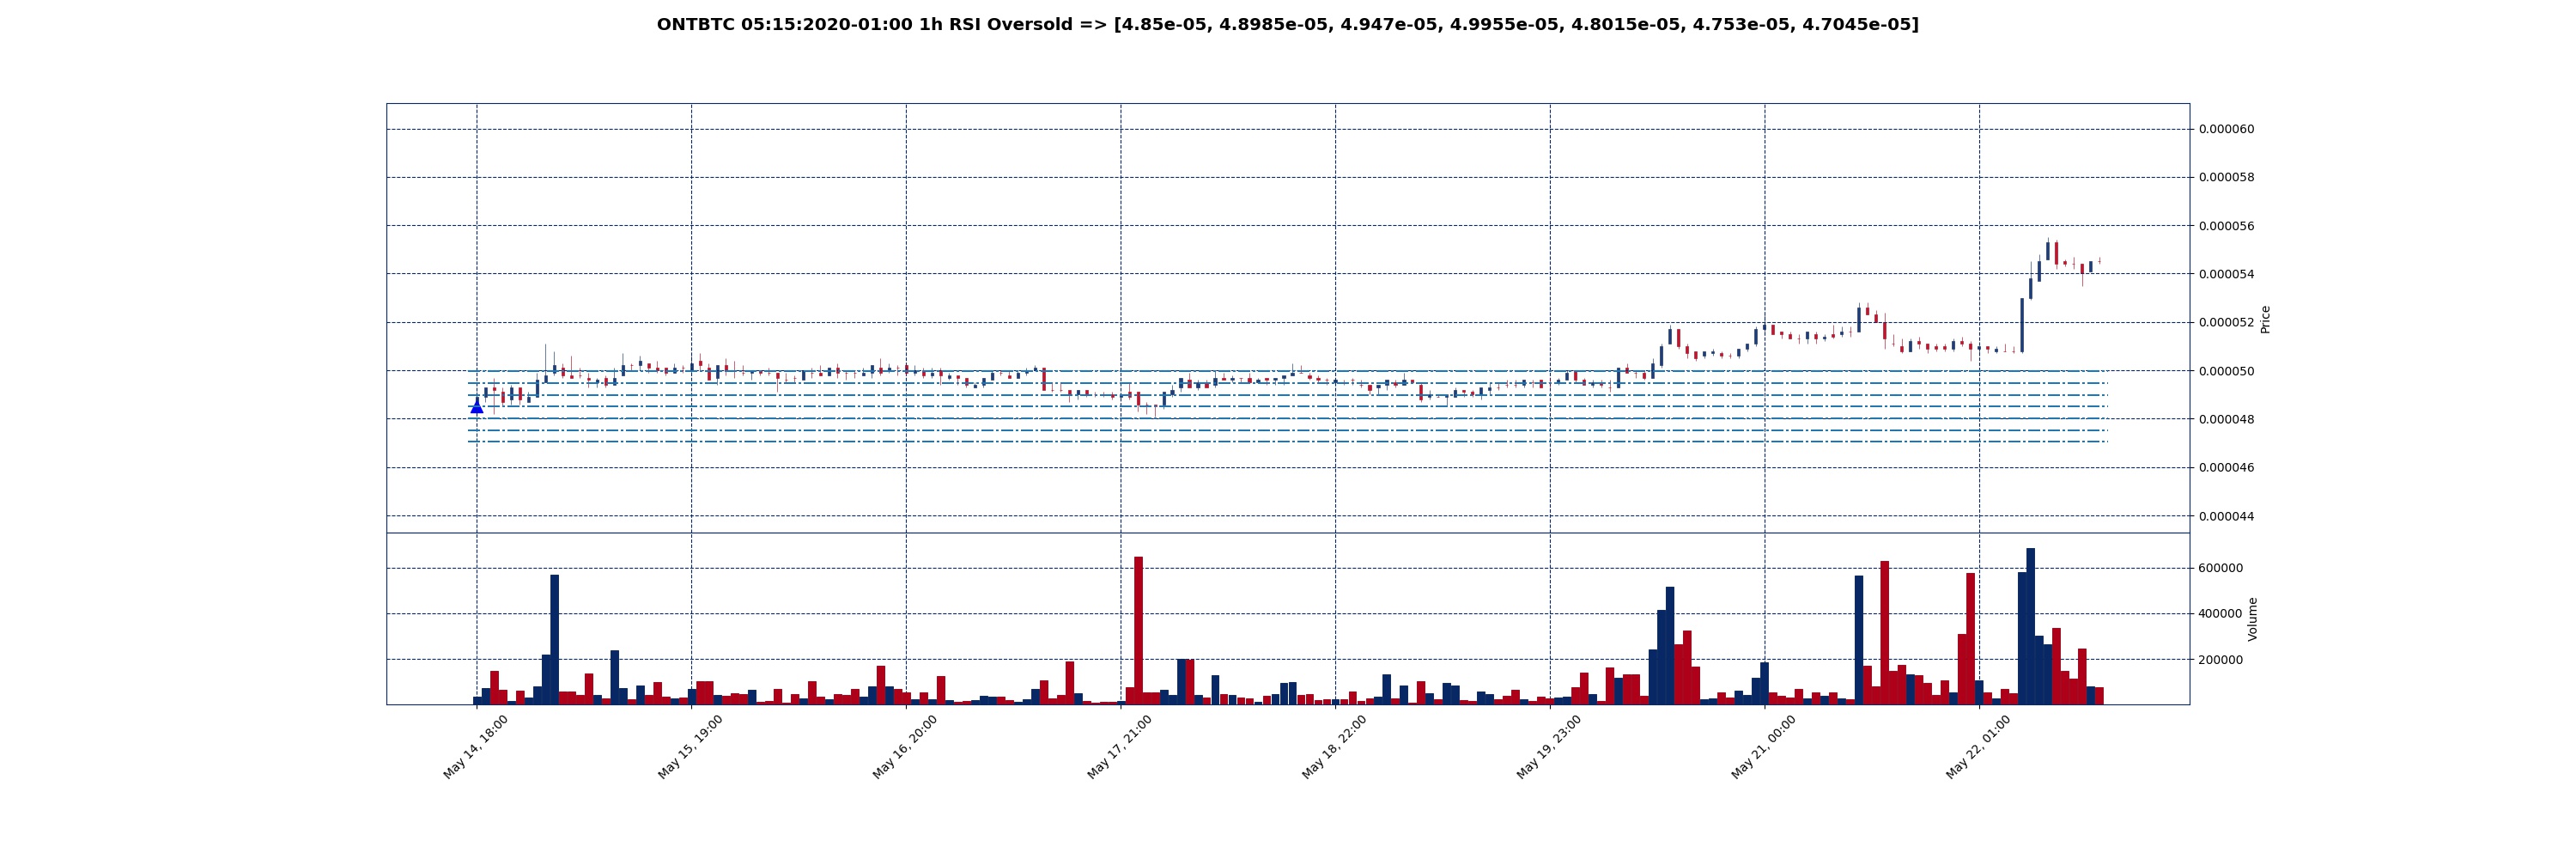 ONTBTC 05:15:2020-01:00 1h RSI Oversold => [4.85e-05, 4.8985e-05, 4.947e-05, 4.9955e-05, 4.8015e-05, 4.753e-05, 4.7045e-05]
0.000060
0.000058
0.000056
0.000054
0.000052
0.000050
0.000048
0.000046
0.000044
Price
600000
400000
200000
Volume
May 14, 18:00
May 15, 19:00
May 16, 20:00
May 17, 21:00
May 18, 22:00
May 19, 23:00
May 21, 00:00
May 22, 01:00